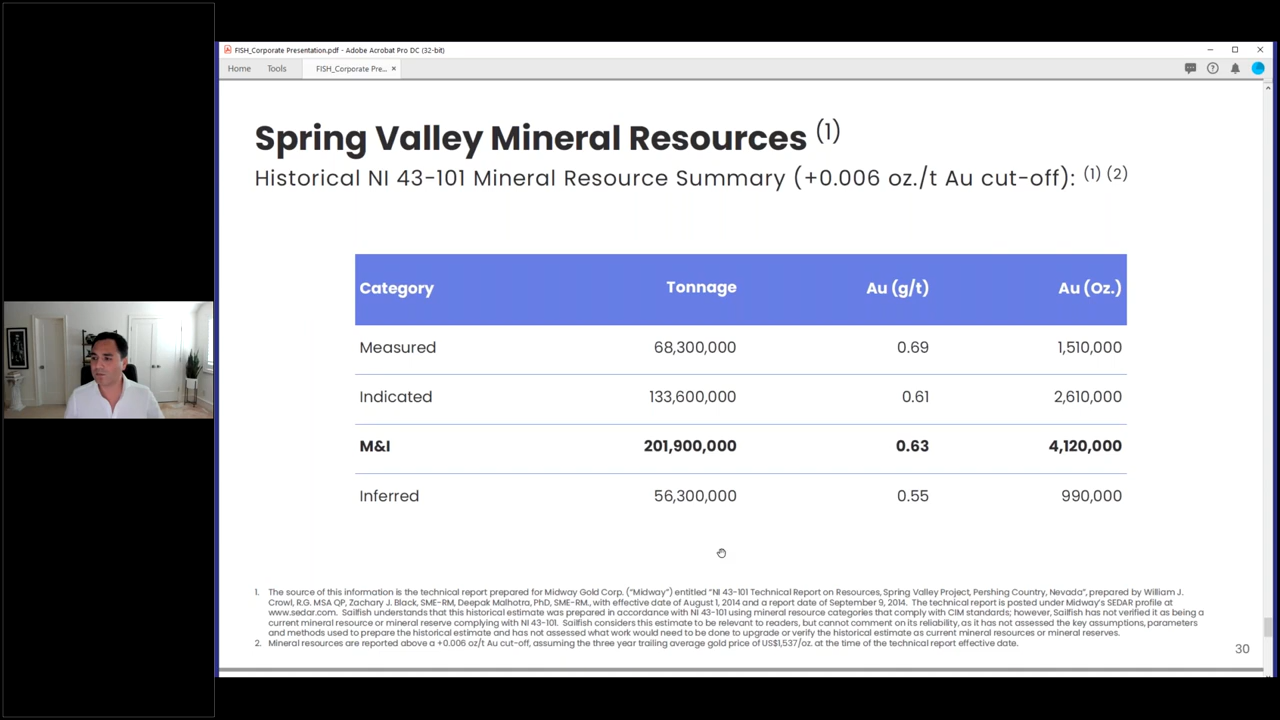 FISH_Corporate Presentation.pdf - Adobe Acrobat Pro DC (32-bit)
Home Tools FISH_Corporate Pre... ×
Spring Valley Mineral Resources (1)
Historical NI 43-101 Mineral Resource Summary (+0.006 oz./t Au cut-off): (1) (2)
Category Tonnage Au (g/t) Au (Oz.)
Measured 68,300,000 0.69 1,510,000
Indicated 133,600,000 0.61 2,610,000
M&I 201,900,000 0.63 4,120,000
Inferred 56,300,000 0.55 990,000
1. The source of this information is the technical report prepared for Midway Gold Corp. ("Midway") entitled "NI 43-101 Technical Report on Resources, Spring Valley Project, Pershing Country, Nevada", prepared by William J.
Crowl, R.G. MSA QP, Zachary J. Black, SME-RM, Deepak Malhotra, PhD, SME-RM., with effective date of August 1, 2014 and a report date of September 9, 2014. The technical report is posted under Midway's SEDAR profile at
www.sedar.com. Sailfish understands that this historical estimate was prepared in accordance with NI 43-101 using mineral resource categories that comply with CIM standards; however, Sailfish has not verified it as being a
current mineral resource or mineral reserve complying with NI 43-101. Sailfish considers this estimate to be relevant to readers, but cannot comment on its reliability, as it has not assessed the key assumptions, parameters
and methods used to prepare the historical estimate and has not assessed what work would need to be done to upgrade or verify the historical estimate as current mineral resources or mineral reserves.
2. Mineral resources are reported above a +0.006 oz/t Au cut-off, assuming the three year trailing average gold price of US$1,537/oz. at the time of the technical report effective date.
30